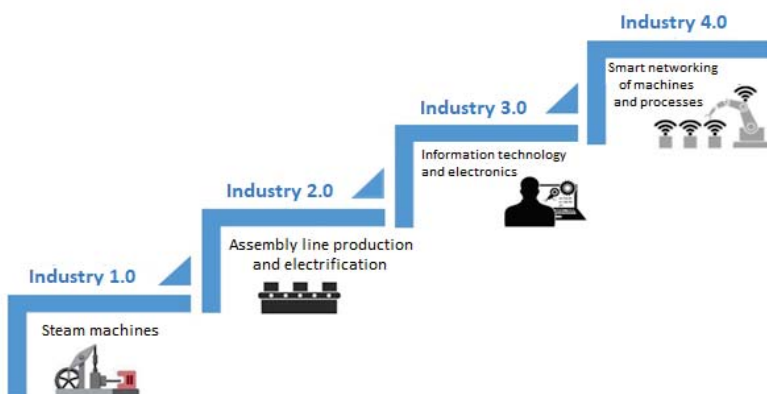 Industry 4.0
Smart networking
of machines
and processes
Industry 3.0
Information technology
and electronics
Industry 2.0
Assembly line production
and electrification
Industry 1.0
Steam machines